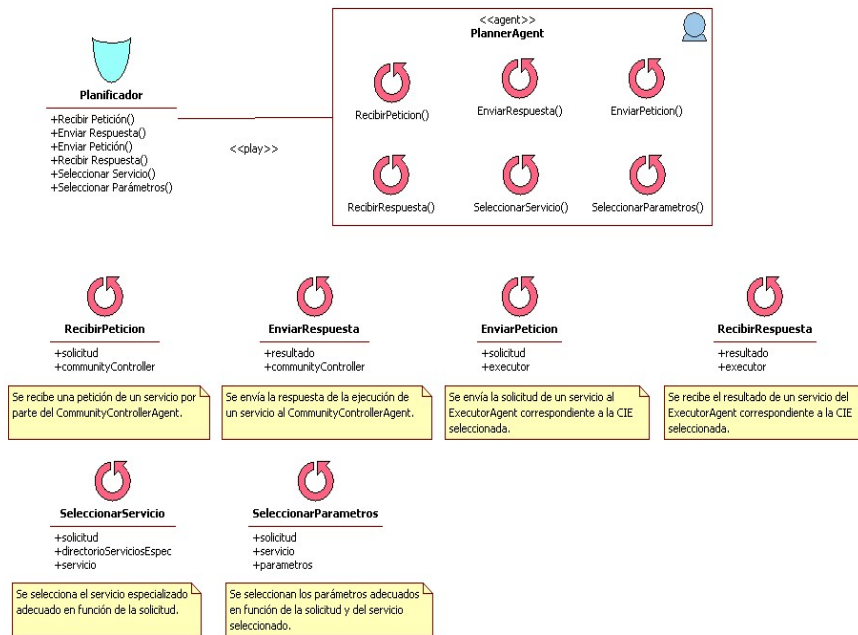 <<agent>>
PlannerAgent
Planificador
+Recibir Petición()
+Enviar Respuesta()
+Enviar Petición()
+Recibir Respuesta()
+Seleccionar Servicio()
+Seleccionar Parámetros()
<<play>>
RecibirPeticion()
EnviarRespuesta()
EnviarPeticion()
RecibirRespuesta()
SeleccionarServicio()
SeleccionarParametros()
RecibirPeticion
+solicitud
+communityController
Se recibe una petición de un servicio por
parte del CommunityControllerAgent.
EnviarRespuesta
+resultado
+communityController
Se envía la respuesta de la ejecución de
un servicio al CommunityControllerAgent.
EnviarPeticion
+solicitud
+executor
Se envía la solicitud de un servicio al
ExecutorAgent correspondiente a la CIE
seleccionada.
RecibirRespuesta
+resultado
+executor
Se recibe el resultado de un servicio del
ExecutorAgent correspondiente a la CIE
seleccionada.
SeleccionarServicio
+solicitud
+directorioServiciosEspec
+servicio
Se selecciona el servicio especializado
adecuado en función de la solicitud.
SeleccionarParametros
+solicitud
+servicio
+parametros
Se seleccionan los parámetros adecuados
en función de la solicitud y del servicio
seleccionado.